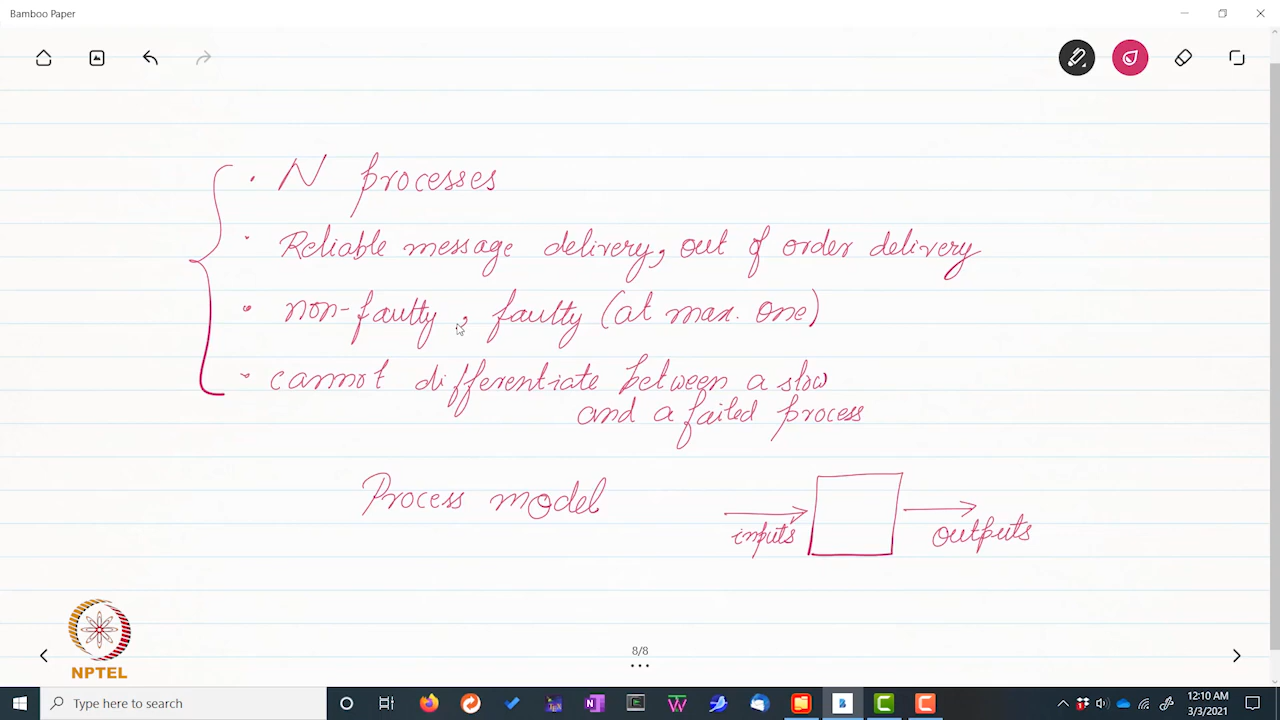 Bamboo Paper
· N processes
· Reliable message delivery, out of order delivery
· non-faulty, faulty (at max. one)
· cannot differentiate between a slow
and a failed process
Process model
inputs
outputs
8/8
NPTEL
Type here to search
12:10 AM
3/3/2021